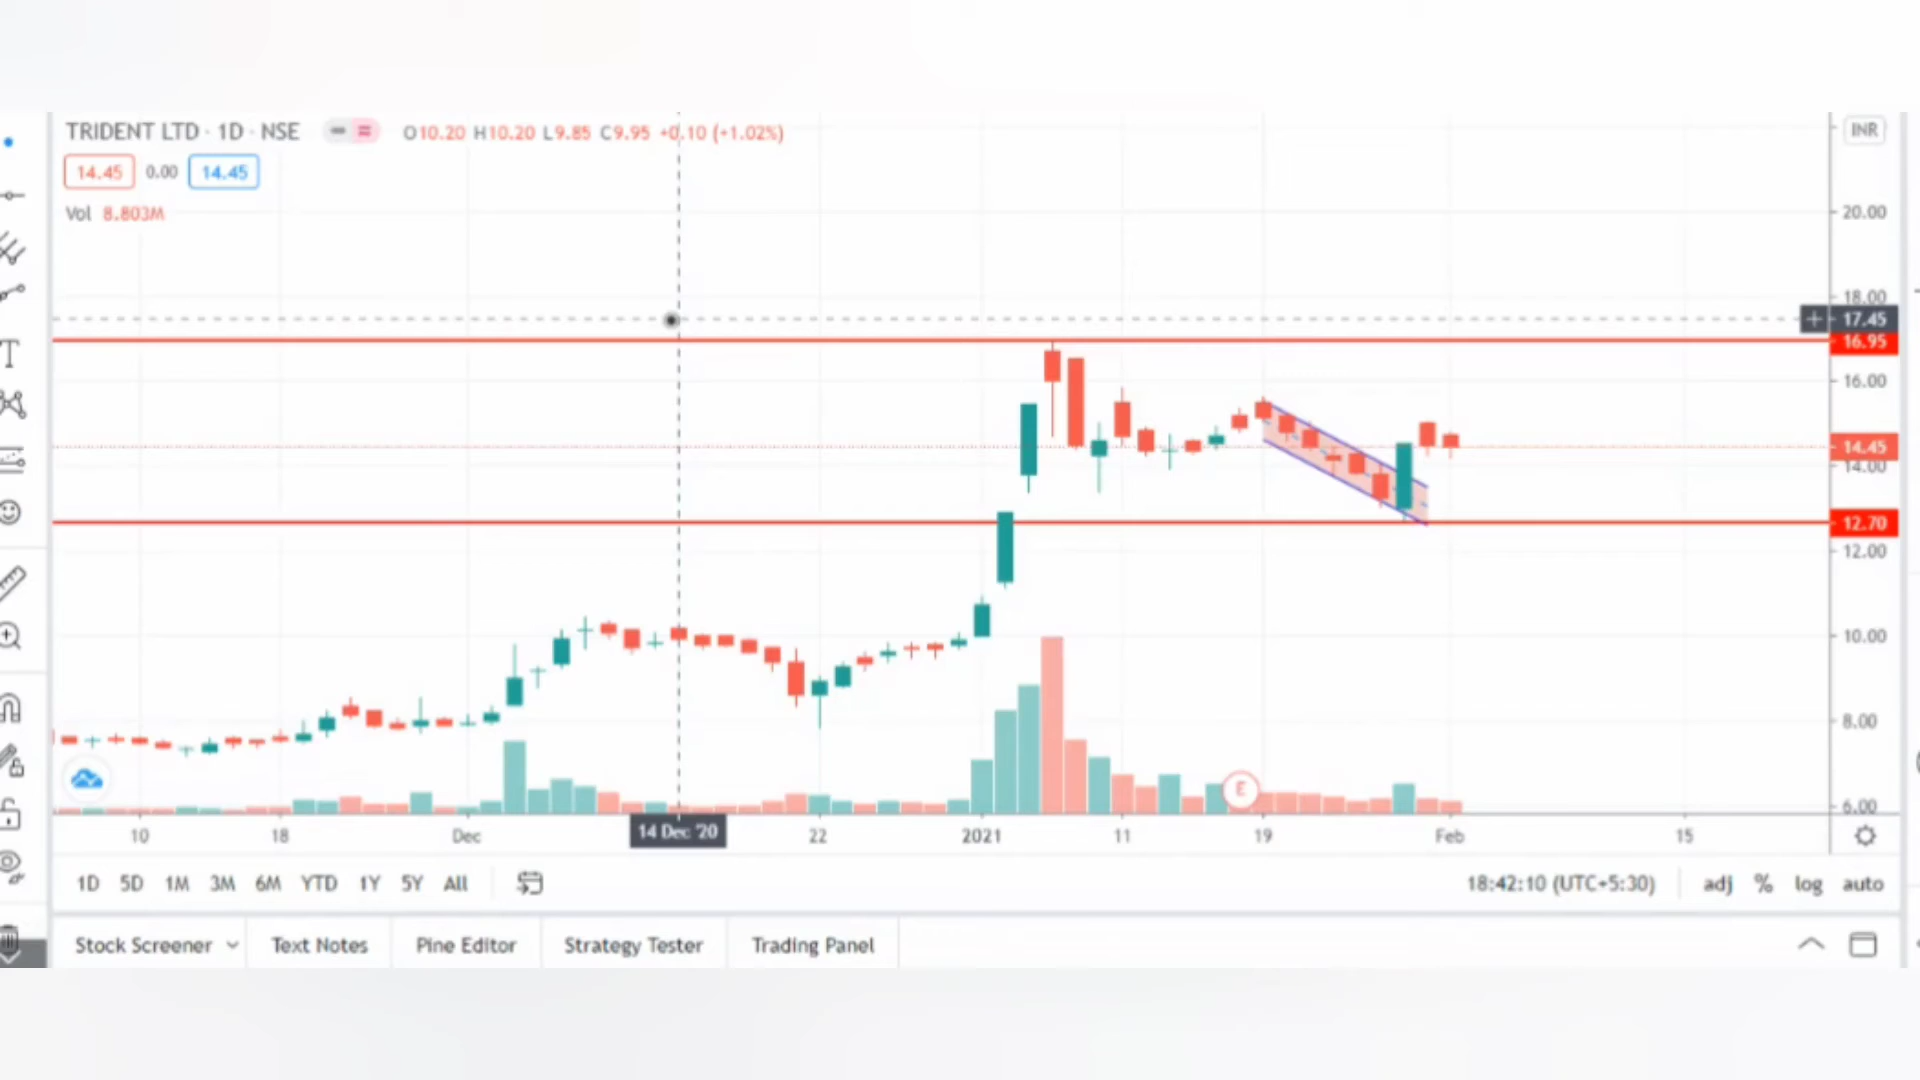 TRIDENT LTD · 1D · NSE O10.20 H10.20 L9.85 C9.95 +0.10 (+1.02%) INR
14.45 0.00 14.45
Vol 8.803M
20.00
18.00
17.45
16.95
16.00
14.45
14.00
12.70
12.00
10.00
8.00
6.00
E
10 18 Dec 14 Dec '20 22 2021 11 19 Feb 15
1D 5D 1M 3M 6M YTD 1Y 5Y All 18:42:10 (UTC+5:30) adj % log auto
Stock Screener Text Notes Pine Editor Strategy Tester Trading Panel